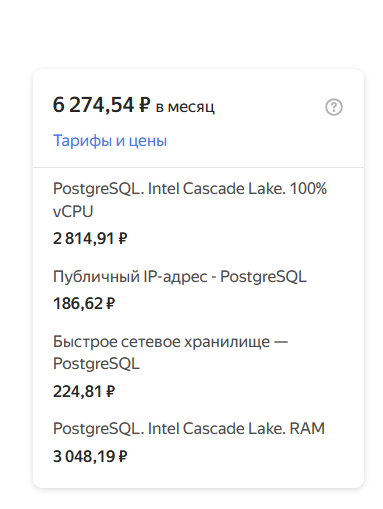 6 274,54 ₽ в месяц
Тарифы и цены
PostgreSQL. Intel Cascade Lake. 100%
vCPU
2 814,91 ₽
Публичный IP-адрес - PostgreSQL
186,62 ₽
Быстрое сетевое хранилище —
PostgreSQL
224,81 ₽
PostgreSQL. Intel Cascade Lake. RAM
3 048,19 ₽